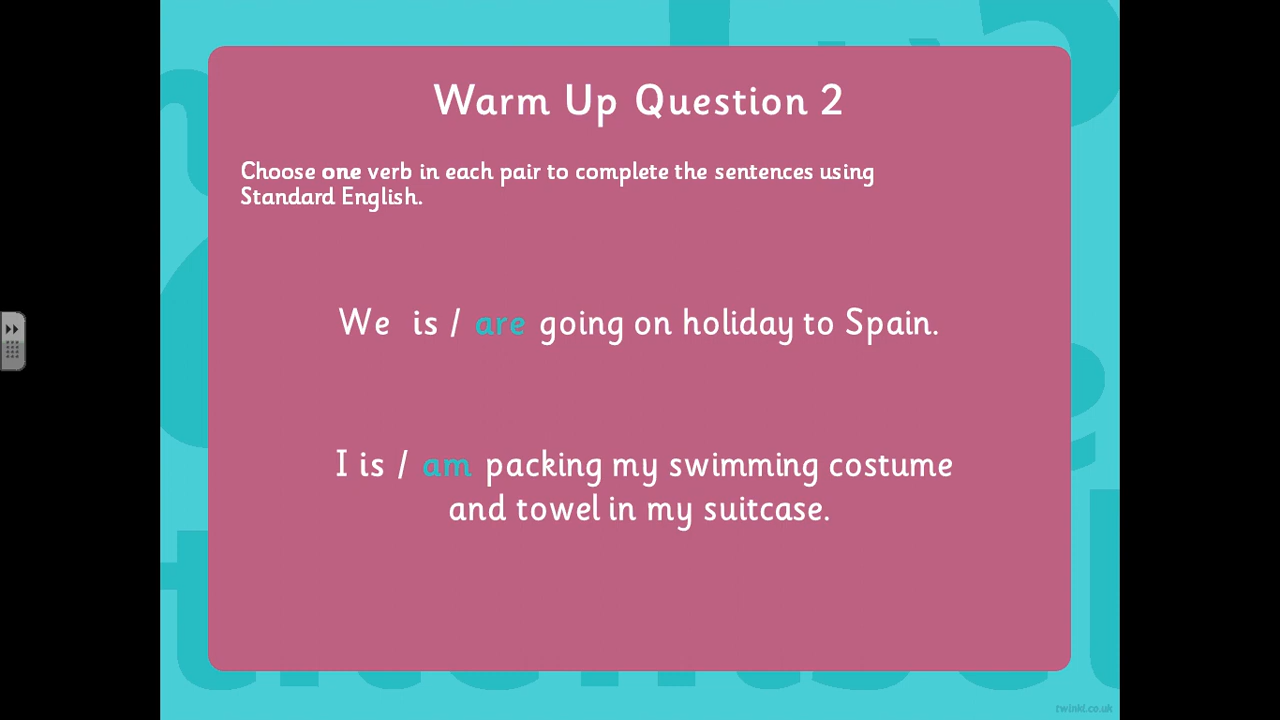 Warm Up Question 2
Choose one verb in each pair to complete the sentences using
Standard English.
We is / are going on holiday to Spain.
I is / am packing my swimming costume
and towel in my suitcase.
twinkl.co.uk